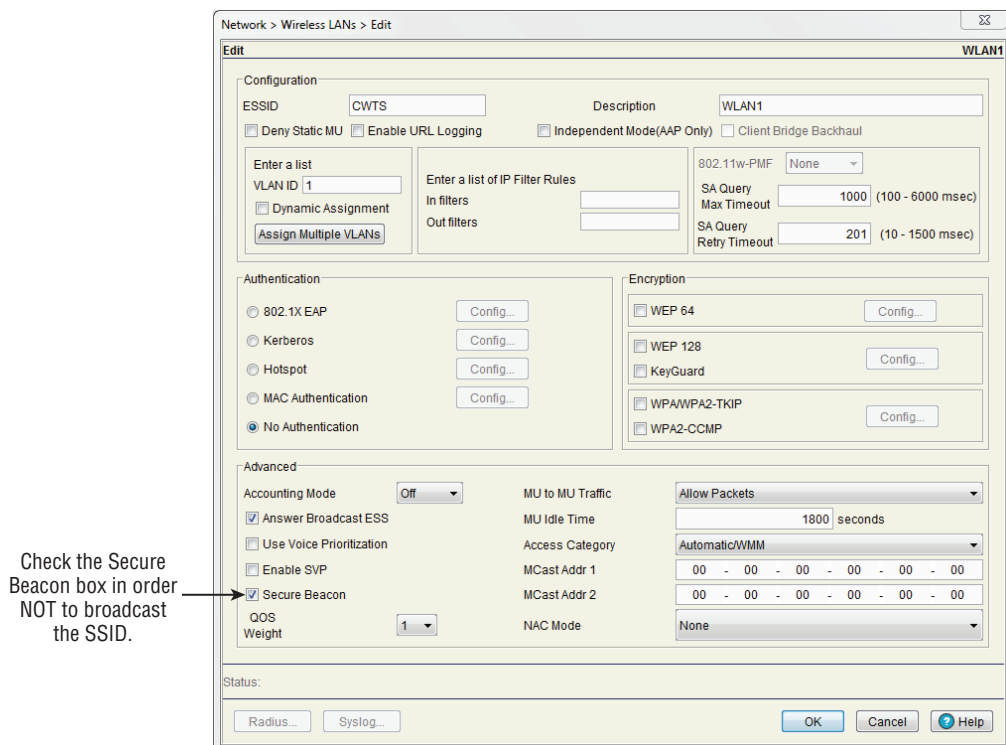 Network > Wireless LANs > Edit
Edit
WLAN1
Configuration
ESSID CWTS Description WLAN1
Deny Static MU Enable URL Logging Independent Mode(AAP Only) Client Bridge Backhaul
Enter a list
VLAN ID 1
Dynamic Assignment
Assign Multiple VLANs
Enter a list of IP Filter Rules
In filters
Out filters
802.11w-PMF None
SA Query
Max Timeout 1000 (100 - 6000 msec)
SA Query
Retry Timeout 201 (10 - 1500 msec)
Authentication
802.1X EAP Config...
Kerberos Config...
Hotspot Config...
MAC Authentication Config...
No Authentication
Encryption
WEP 64 Config...
WEP 128
KeyGuard
Config...
WPA/WPA2-TKIP
WPA2-CCMP
Config...
Advanced
Accounting Mode Off
Answer Broadcast ESS
Use Voice Prioritization
Enable SVP
Secure Beacon
QOS
Weight 1
MU to MU Traffic Allow Packets
MU Idle Time 1800 seconds
Access Category Automatic/WMM
MCast Addr 1 00 - 00 - 00 - 00 - 00 - 00
MCast Addr 2 00 - 00 - 00 - 00 - 00 - 00
NAC Mode None
Check the Secure
Beacon box in order
NOT to broadcast
the SSID.
Status:
Radius... Syslog... OK Cancel ? Help